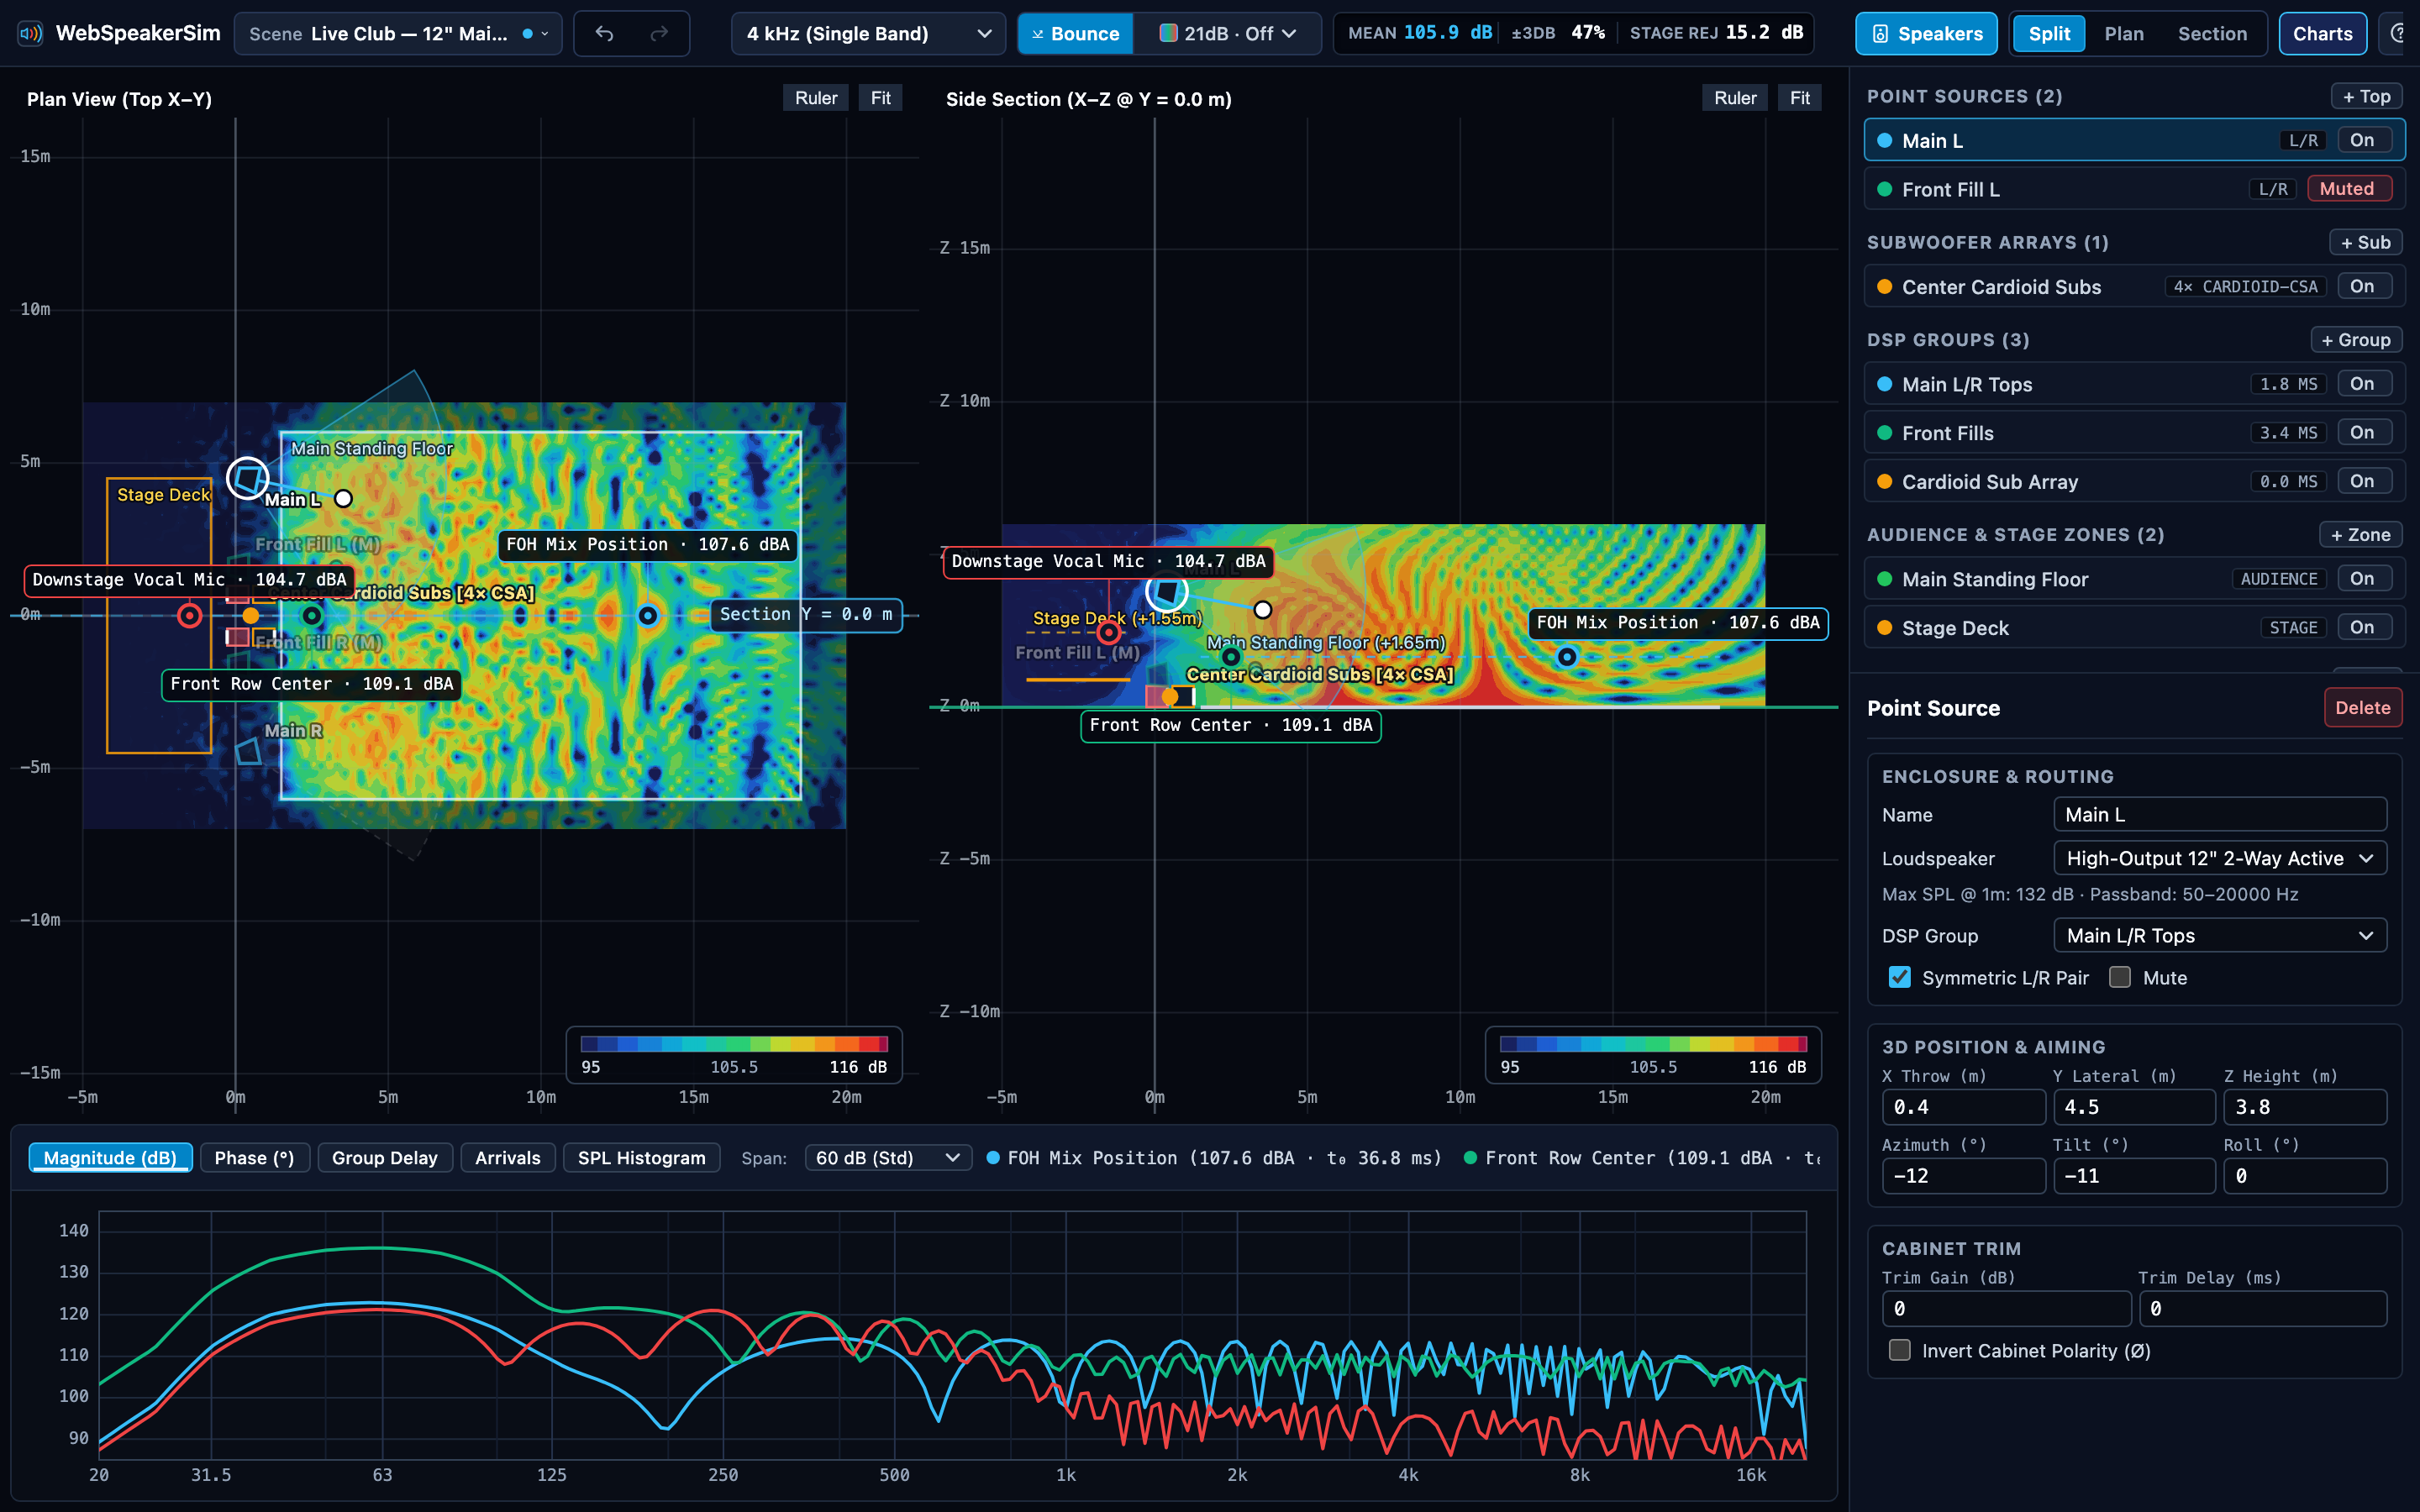 WebSpeakerSim
Scene Live Club — 12" Mai...
4 kHz (Single Band)
Bounce
21dB · Off
MEAN 105.9 dB ±3DB 47% STAGE REJ 15.2 dB
Speakers
Split Plan Section
Charts
Plan View (Top X–Y)
Ruler Fit
15m
10m
5m
0m
−5m
−10m
−15m
Main Standing Floor
Stage Deck
Main L
Front Fill L (M)
FOH Mix Position · 107.6 dBA
Downstage Vocal Mic · 104.7 dBA
Center Cardioid Subs [4× CSA]
Section Y = 0.0 m
Front Fill R (M)
Front Row Center · 109.1 dBA
Main R
95 105.5 116 dB
−5m 0m 5m 10m 15m 20m
Side Section (X–Z @ Y = 0.0 m)
Ruler Fit
Z 15m
Z 10m
Z 0m
Z −5m
Z −10m
Downstage Vocal Mic · 104.7 dBA
Stage Deck (+1.55m)
FOH Mix Position · 107.6 dBA
Main Standing Floor (+1.65m)
Front Fill L (M)
Center Cardioid Subs [4× CSA]
Front Row Center · 109.1 dBA
95 105.5 116 dB
−5m 0m 5m 10m 15m 20m
Magnitude (dB) Phase (°) Group Delay Arrivals SPL Histogram Span: 60 dB (Std) FOH Mix Position (107.6 dBA · t₀ 36.8 ms) Front Row Center (109.1 dBA ·
140
130
120
110
100
90
20 31.5 63 125 250 500 1k 2k 4k 8k 16k
POINT SOURCES (2) + Top
Main L L/R On
Front Fill L L/R Muted
SUBWOOFER ARRAYS (1) + Sub
Center Cardioid Subs 4× CARDIOID-CSA On
DSP GROUPS (3) + Group
Main L/R Tops 1.8 MS On
Front Fills 3.4 MS On
Cardioid Sub Array 0.0 MS On
AUDIENCE & STAGE ZONES (2) + Zone
Main Standing Floor AUDIENCE On
Stage Deck STAGE On
Point Source Delete
ENCLOSURE & ROUTING
Name Main L
Loudspeaker High-Output 12" 2-Way Active
Max SPL @ 1m: 132 dB · Passband: 50–20000 Hz
DSP Group Main L/R Tops
Symmetric L/R Pair Mute
3D POSITION & AIMING
X Throw (m) Y Lateral (m) Z Height (m)
0.4 4.5 3.8
Azimuth (°) Tilt (°) Roll (°)
−12 −11 0
CABINET TRIM
Trim Gain (dB) Trim Delay (ms)
0 0
Invert Cabinet Polarity (Ø)